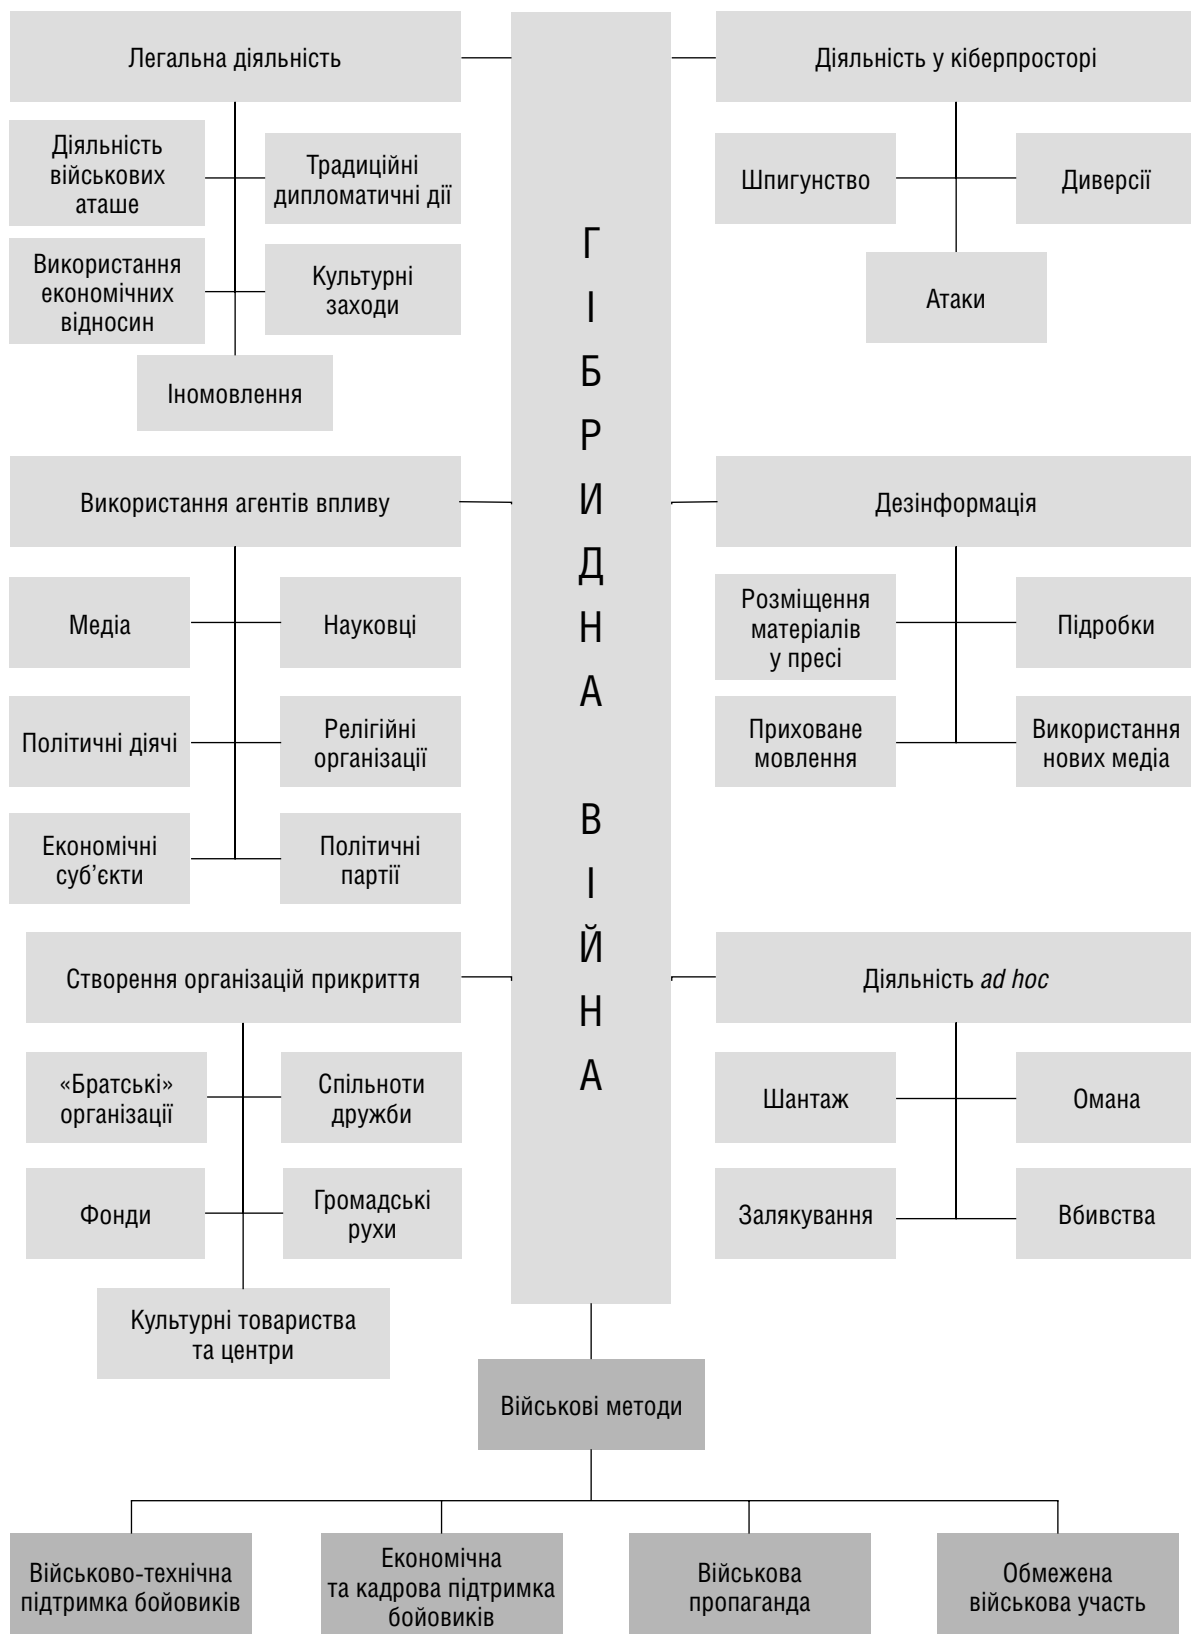 Легальна діяльність
Діяльність
військових
аташе
Традиційні
дипломатичні дії
Використання
економічних
відносин
Культурні
заходи
Іномовлення
Використання агентів впливу
Медіа
Науковці
Політичні діячі
Релігійні
організації
Економічні
суб’єкти
Політичні
партії
Створення організацій прикриття
«Братські»
організації
Спільноти
дружби
Фонди
Громадські
рухи
Культурні товариства
та центри
ГІБРИДНА ВІЙНА
Діяльність у кіберпросторі
Шпигунство
Диверсії
Атаки
Дезінформація
Розміщення
матеріалів
у пресі
Підробки
Приховане
мовлення
Використання
нових медіа
Діяльність ad hoc
Шантаж
Омана
Залякування
Вбивства
Військові методи
Військово-технічна
підтримка бойовиків
Економічна
та кадрова підтримка
бойовиків
Військова
пропаганда
Обмежена
військова участь